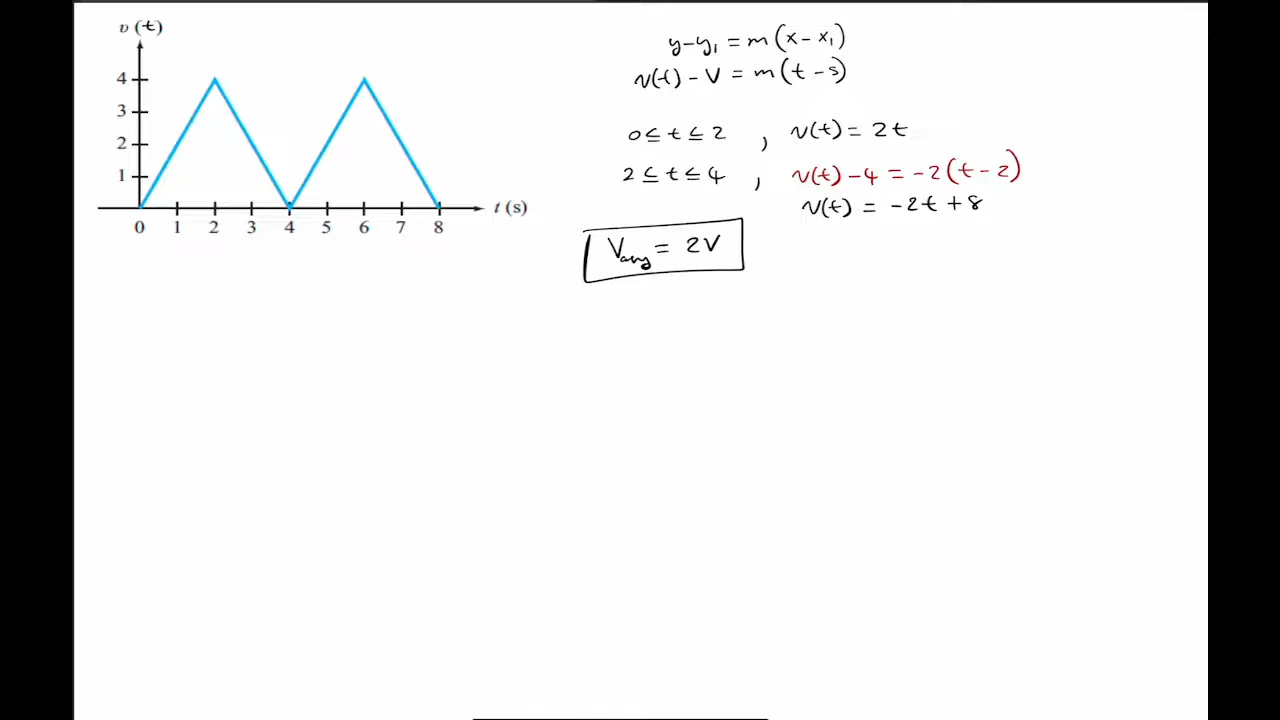 v (t)
4
3
2
1
0 1 2 3 4 5 6 7 8
t (s)
y-y₁ = m(x-x₁)
v(t) - V = m(t - s)
0 ≤ t ≤ 2 , v(t) = 2t
2 ≤ t ≤ 4 , v(t) - 4 = -2(t - 2)
v(t) = -2t + 8
Vavg = 2V